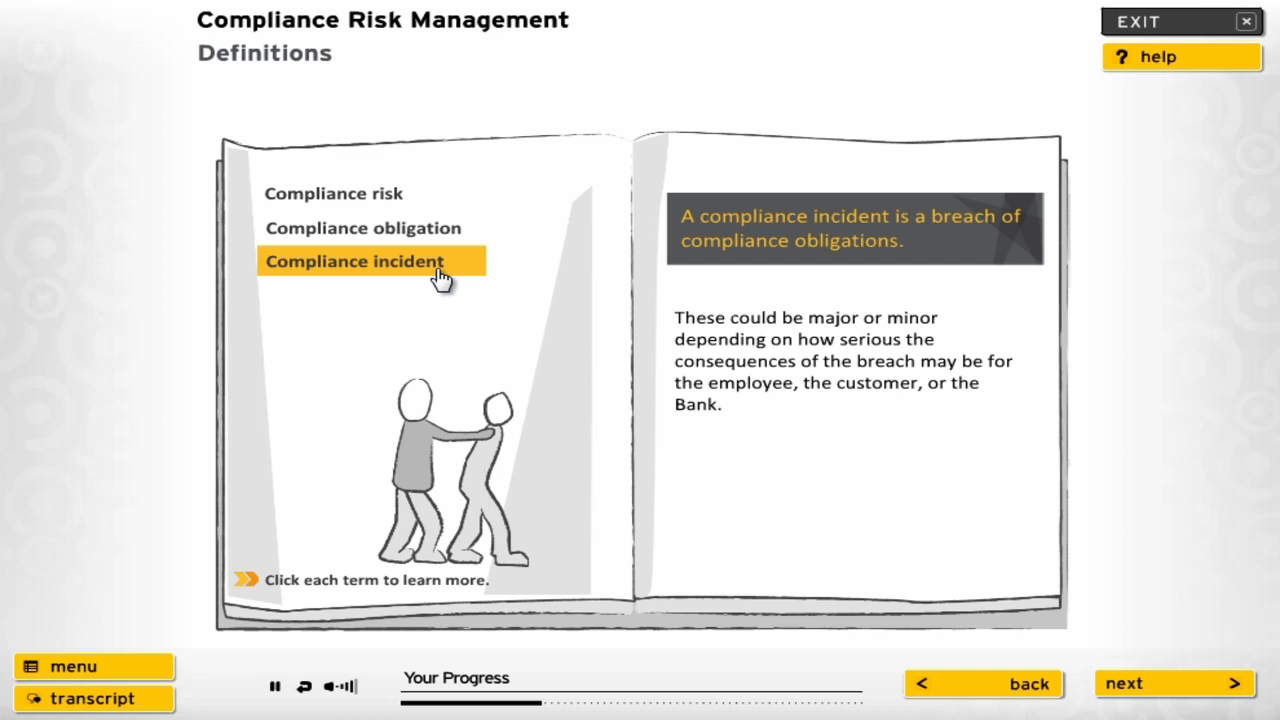 Compliance Risk Management
Definitions
EXIT
help
Compliance risk
Compliance obligation
Compliance incident
A compliance incident is a breach of
compliance obligations.
These could be major or minor
depending on how serious the
consequences of the breach may be for
the employee, the customer, or the
Bank.
Click each term to learn more.
menu
transcript
Your Progress
< back
next >